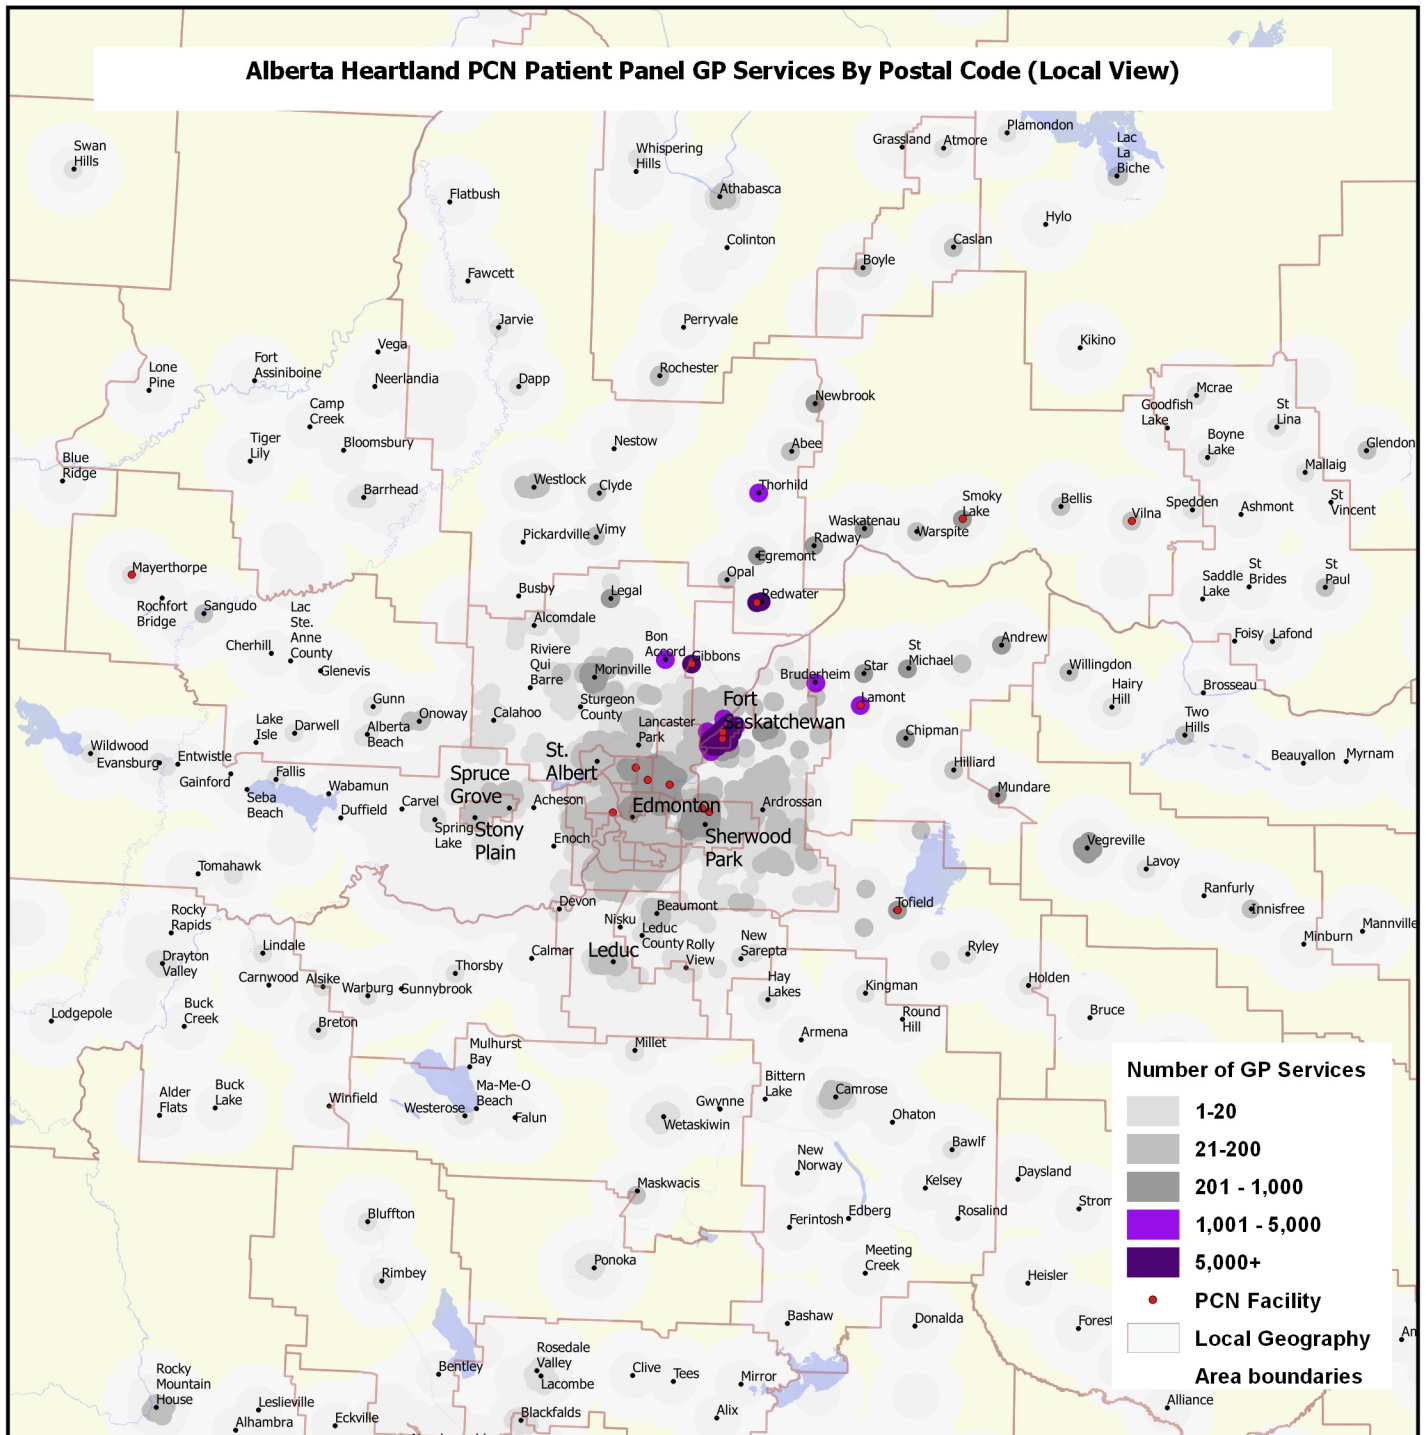 Alberta Heartland PCN Patient Panel GP Services By Postal Code (Local View)
Swan
Hills
Whispering
Hills
Grassland
Atmore
Plamondon
Lac
La
Biche
Flatbush
Athabasca
Hylo
Colinton
Caslan
Boyle
Fawcett
Jarvie
Perryvale
Kikino
Vega
Lone
Pine
Fort
Assiniboine
Neerlandia
Dapp
Rochester
Newbrook
Mcrae
Goodfish
Lake
St
Lina
Camp
Creek
Tiger
Lily
Bloomsbury
Nestow
Abee
Boyne
Lake
Glendon
Blue
Ridge
Mallaig
Barrhead
Westlock
Clyde
Thorhild
Smoky
Lake
Bellis
Vilna
Spedden
Ashmont
St
Vincent
Pickardville
Vimy
Waskatenau
Radway
Warspite
Egremont
Opal
Mayerthorpe
Rochfort
Bridge
Sangudo
Busby
Legal
Redwater
Saddle
Lake
St
Brides
St
Paul
Lac
Ste.
Anne
County
Cherhill
Glenevis
Alcomdale
Riviere
Qui
Barre
Bon
Accord
Gibbons
Morinville
Bruderheim
Star
St
Michael
Andrew
Foisy
Lafond
Willingdon
Hairy
Hill
Brosseau
Gunn
Alberta
Beach
Onoway
Calahoo
Sturgeon
County
Fort
Saskatchewan
Lamont
Two
Hills
Lake
Isle
Darwell
Lancaster
Park
Chipman
Wildwood
Evansburg
Entwistle
Gainford
Fallis
Seba
Beach
Wabamun
Duffield
Carvel
Spring
Lake
Spruce
Grove
Stony
Plain
St.
Albert
Acheson
Enoch
Edmonton
Ardrossan
Sherwood
Park
Hilliard
Mundare
Beauvallon
Myrnam
Vegreville
Lavoy
Tomahawk
Ranfurly
Innisfree
Mannville
Minburn
Rocky
Rapids
Devon
Beaumont
Nisku
Leduc
County
Leduc
Rolly
View
New
Sarepta
Tofield
Ryley
Drayton
Valley
Lindale
Carnwood
Alsike
Warburg
Sunnybrook
Thorsby
Calmar
Hay
Lakes
Kingman
Holden
Lodgepole
Buck
Creek
Breton
Round
Hill
Bruce
Armena
Mulhurst
Bay
Millet
Alder
Flats
Buck
Lake
Winfield
Ma-Me-O
Beach
Westerose
Falun
Gwynne
Wetaskiwin
Bittern
Lake
Camrose
Ohaton
Bawlf
New
Norway
Maskwacis
Kelsey
Daysland
Strom
Bluffton
Ferintosh
Edberg
Rosalind
Ponoka
Meeting
Creek
Rimbey
Heisler
Bashaw
Donalda
Forest
Rocky
Mountain
House
Leslieville
Alhambra
Eckville
Bentley
Rosedale
Valley
Lacombe
Blackfalds
Clive
Tees
Mirror
Alix
Alliance
Number of GP Services
1-20
21-200
201 - 1,000
1,001 - 5,000
5,000+
PCN Facility
Local Geography
Area boundaries